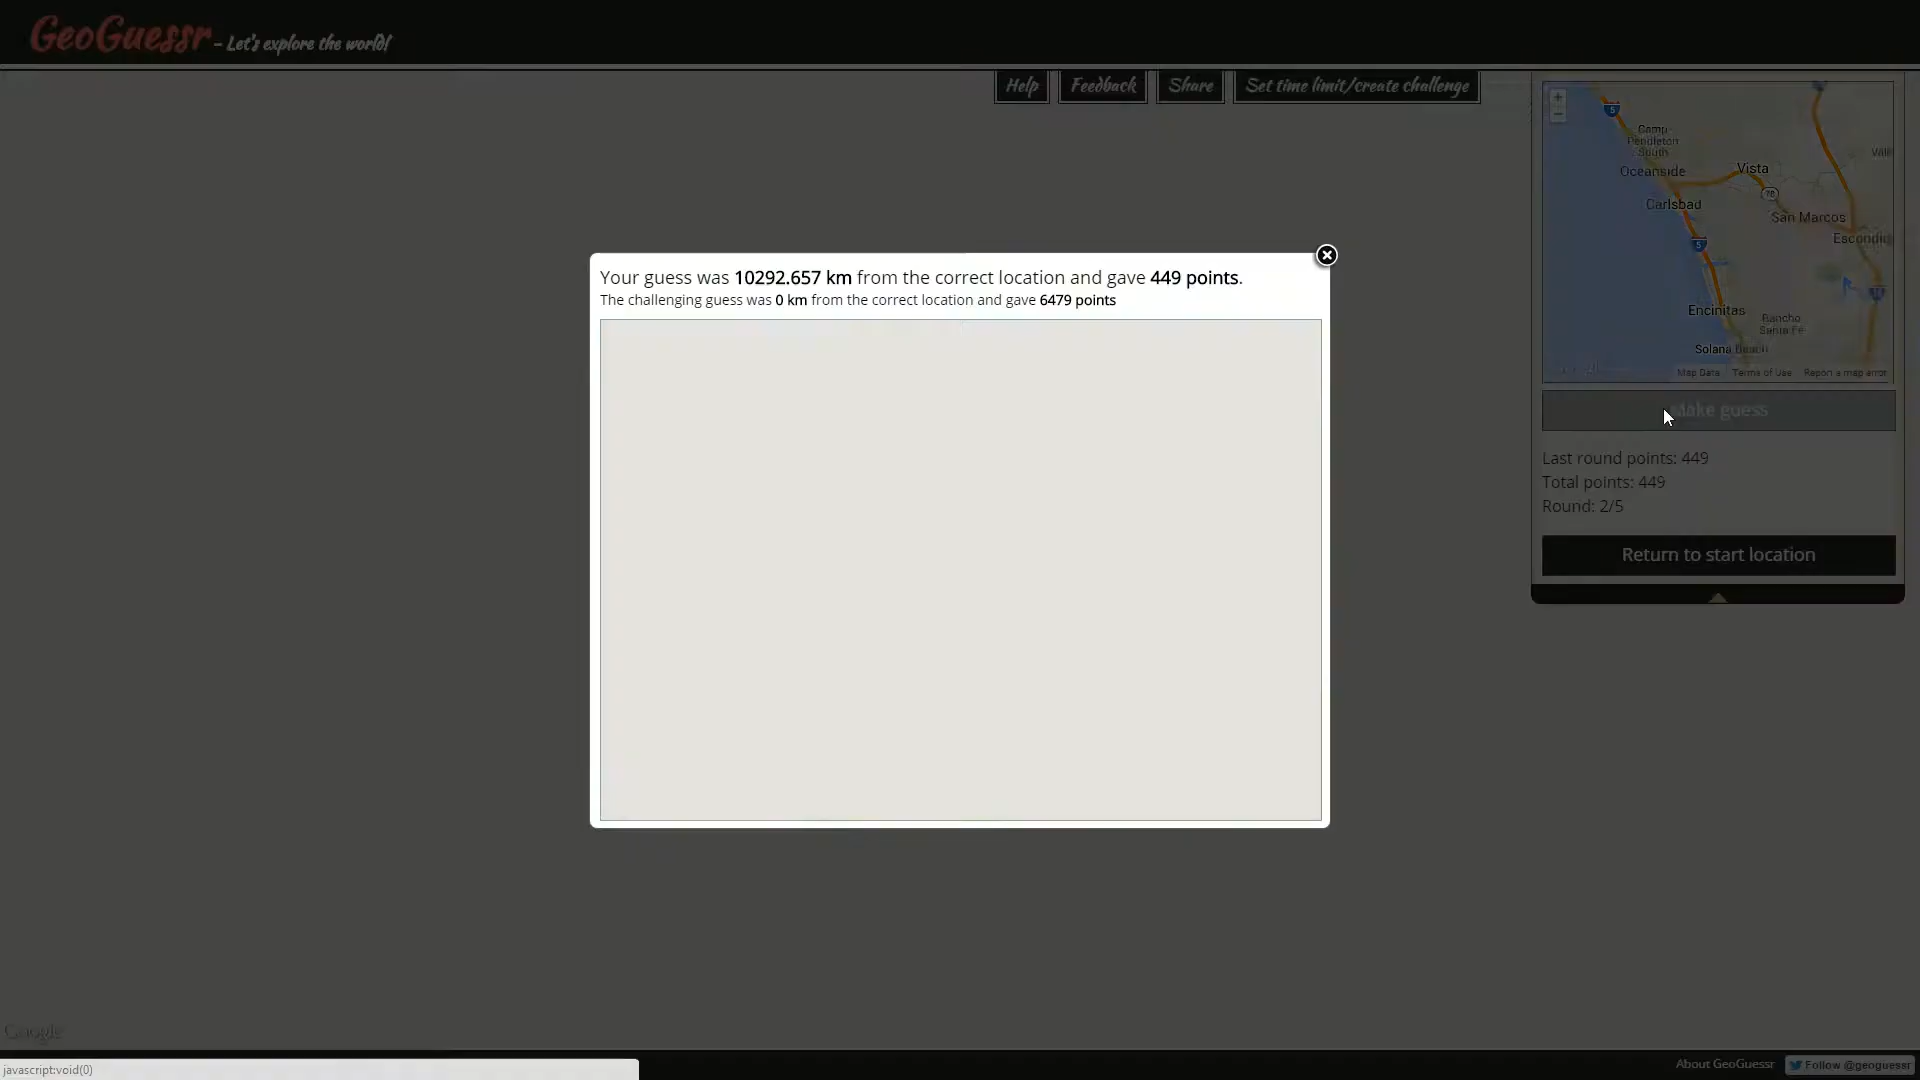 GeoGuessr - Let's explore the world!
Help
Feedback
Share
Set time limit/create challenge
+
-
5
Camp
Pendleton
South
Oceanside
Vista
78
Carlsbad
San Marcos
5
Encinitas
Rancho
Santa Fe
Solana Beach
Map Data
Terms of Use
Report a map error
Make guess
Your guess was 10292.657 km from the correct location and gave 449 points.
The challenging guess was 0 km from the correct location and gave 6479 points
Last round points: 449
Total points: 449
Round: 2/5
Return to start location
Google
javascript:void(0)
About GeoGuessr
Follow @geoguessr